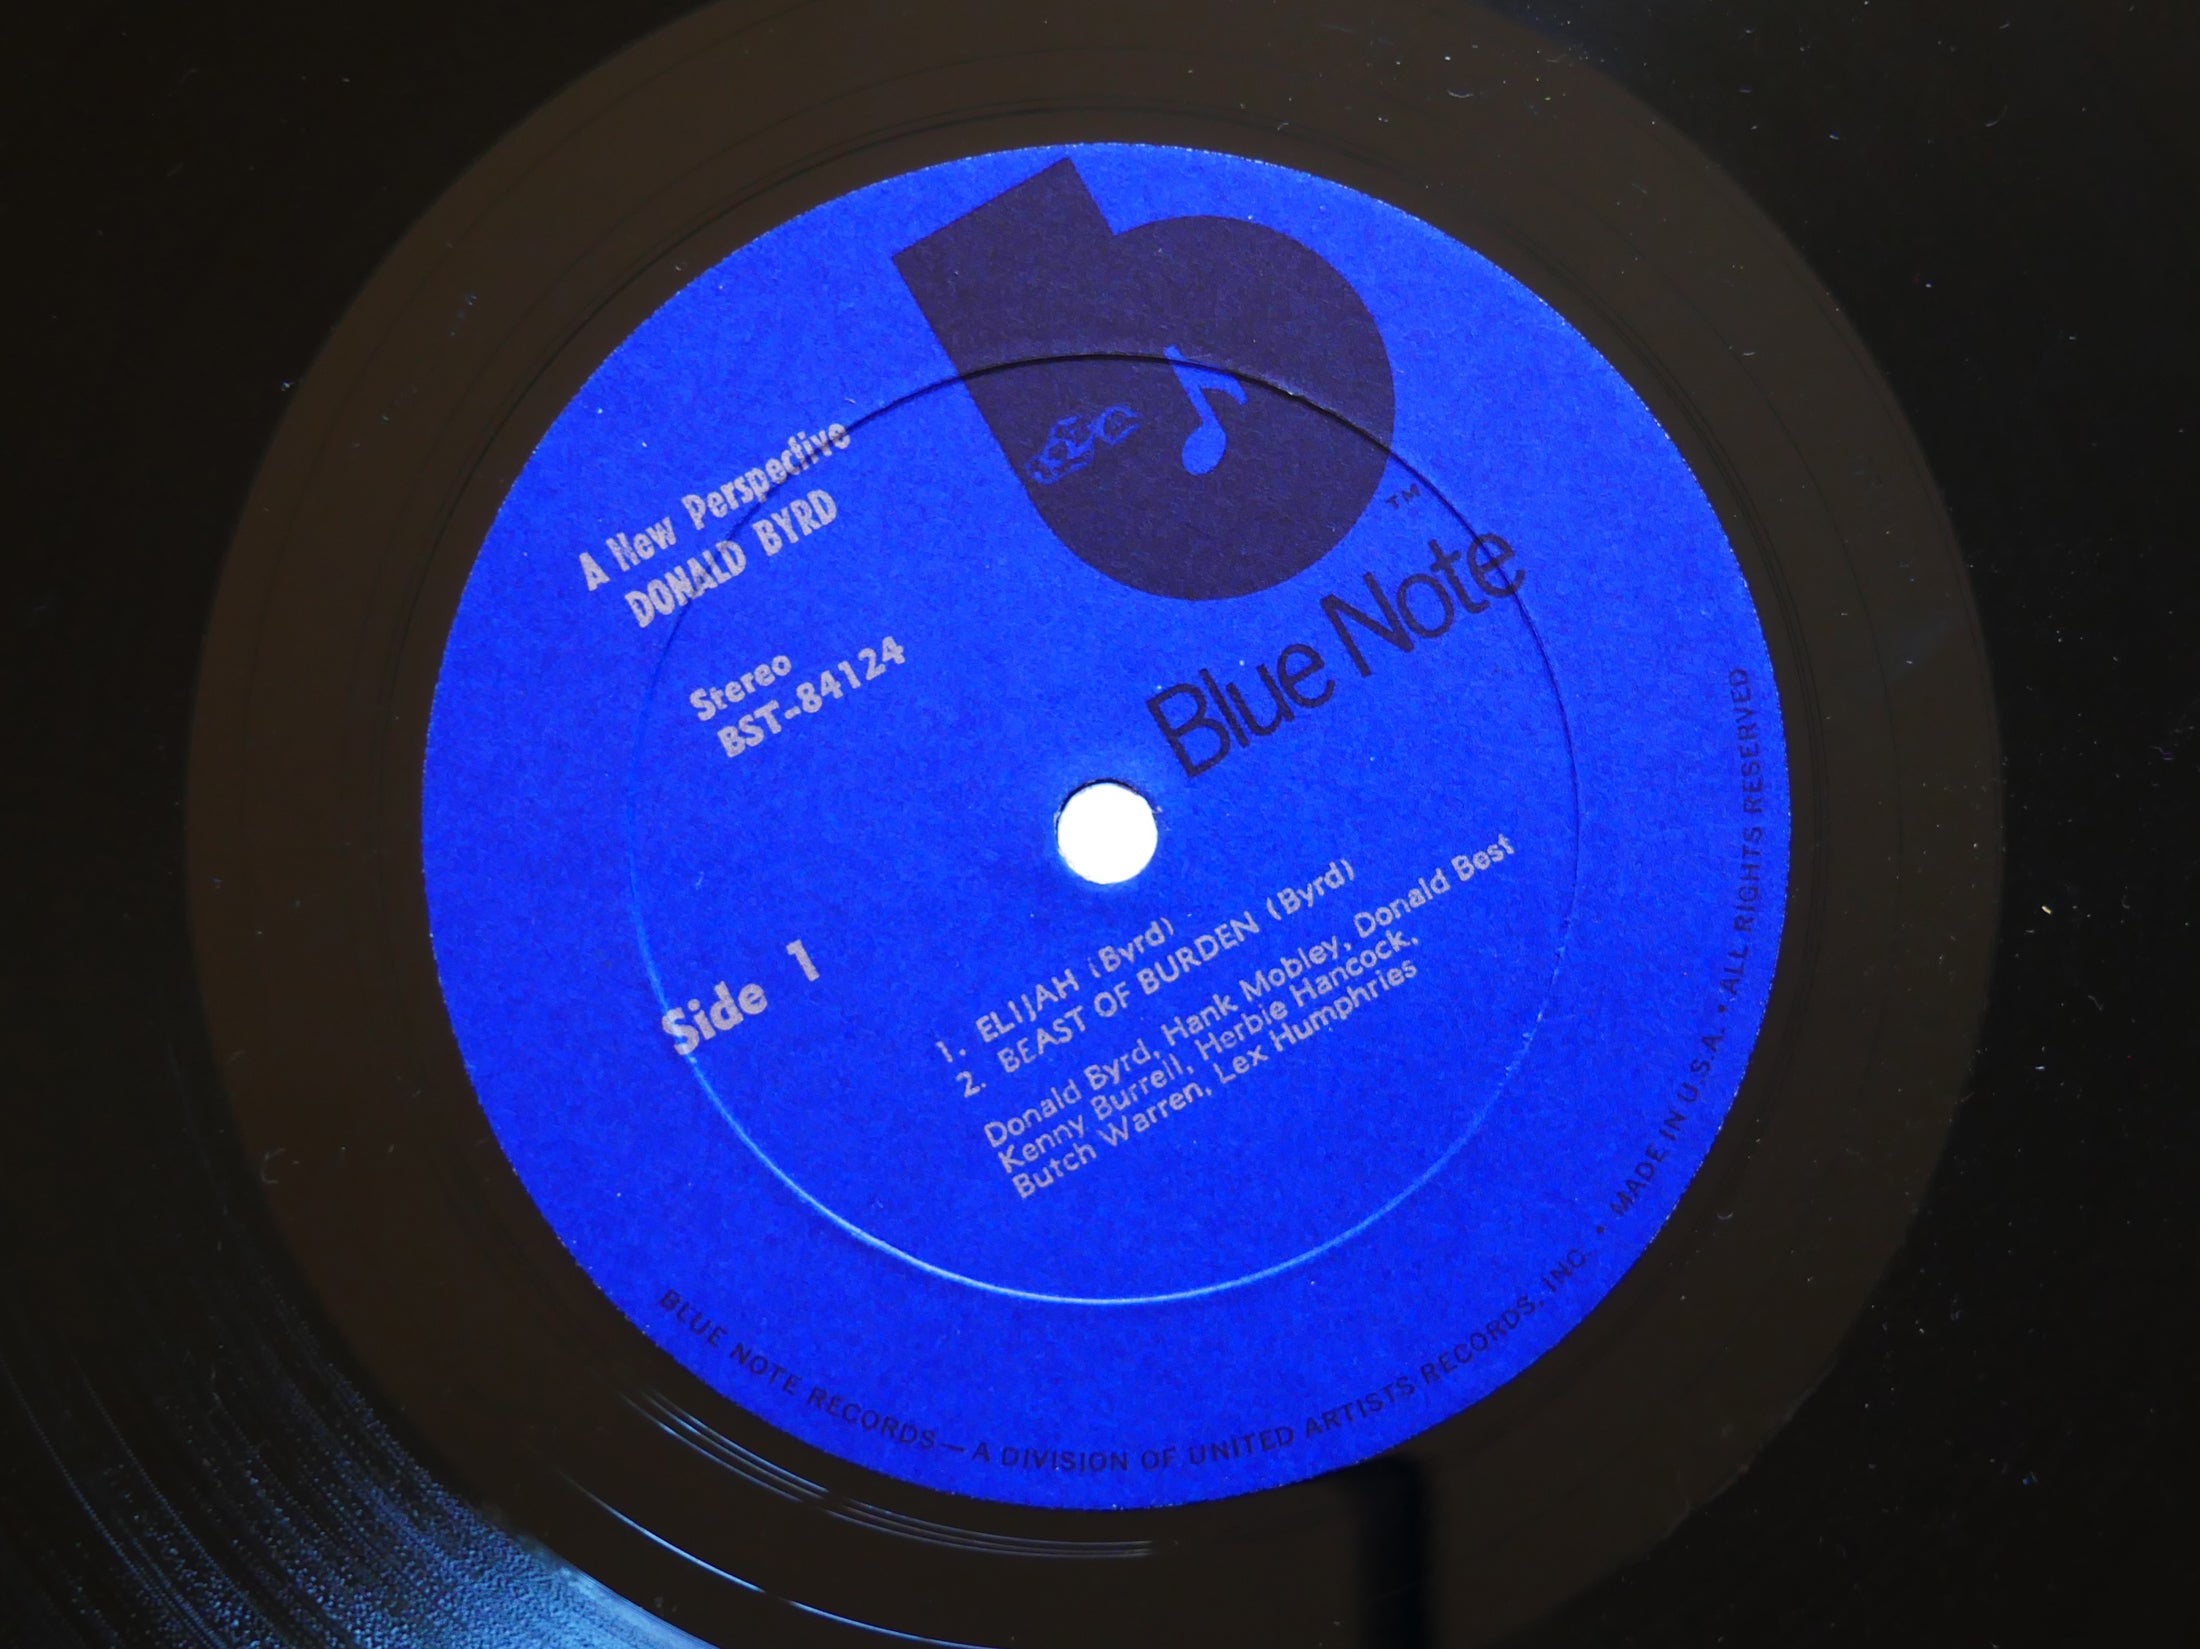 A New Perspective
DONALD BYRD
Stereo
BST-84124
TM
Blue Note
Side 1
1. ELIJAH (Byrd)
2. BEAST OF BURDEN (Byrd)
Donald Byrd, Hank Mobley, Donald Best
Kenny Burrell, Herbie Hancock,
Butch Warren, Lex Humphries
BLUE NOTE RECORDS — A DIVISION OF UNITED ARTISTS RECORDS, INC. • MADE IN U.S.A. • ALL RIGHTS RESERVED